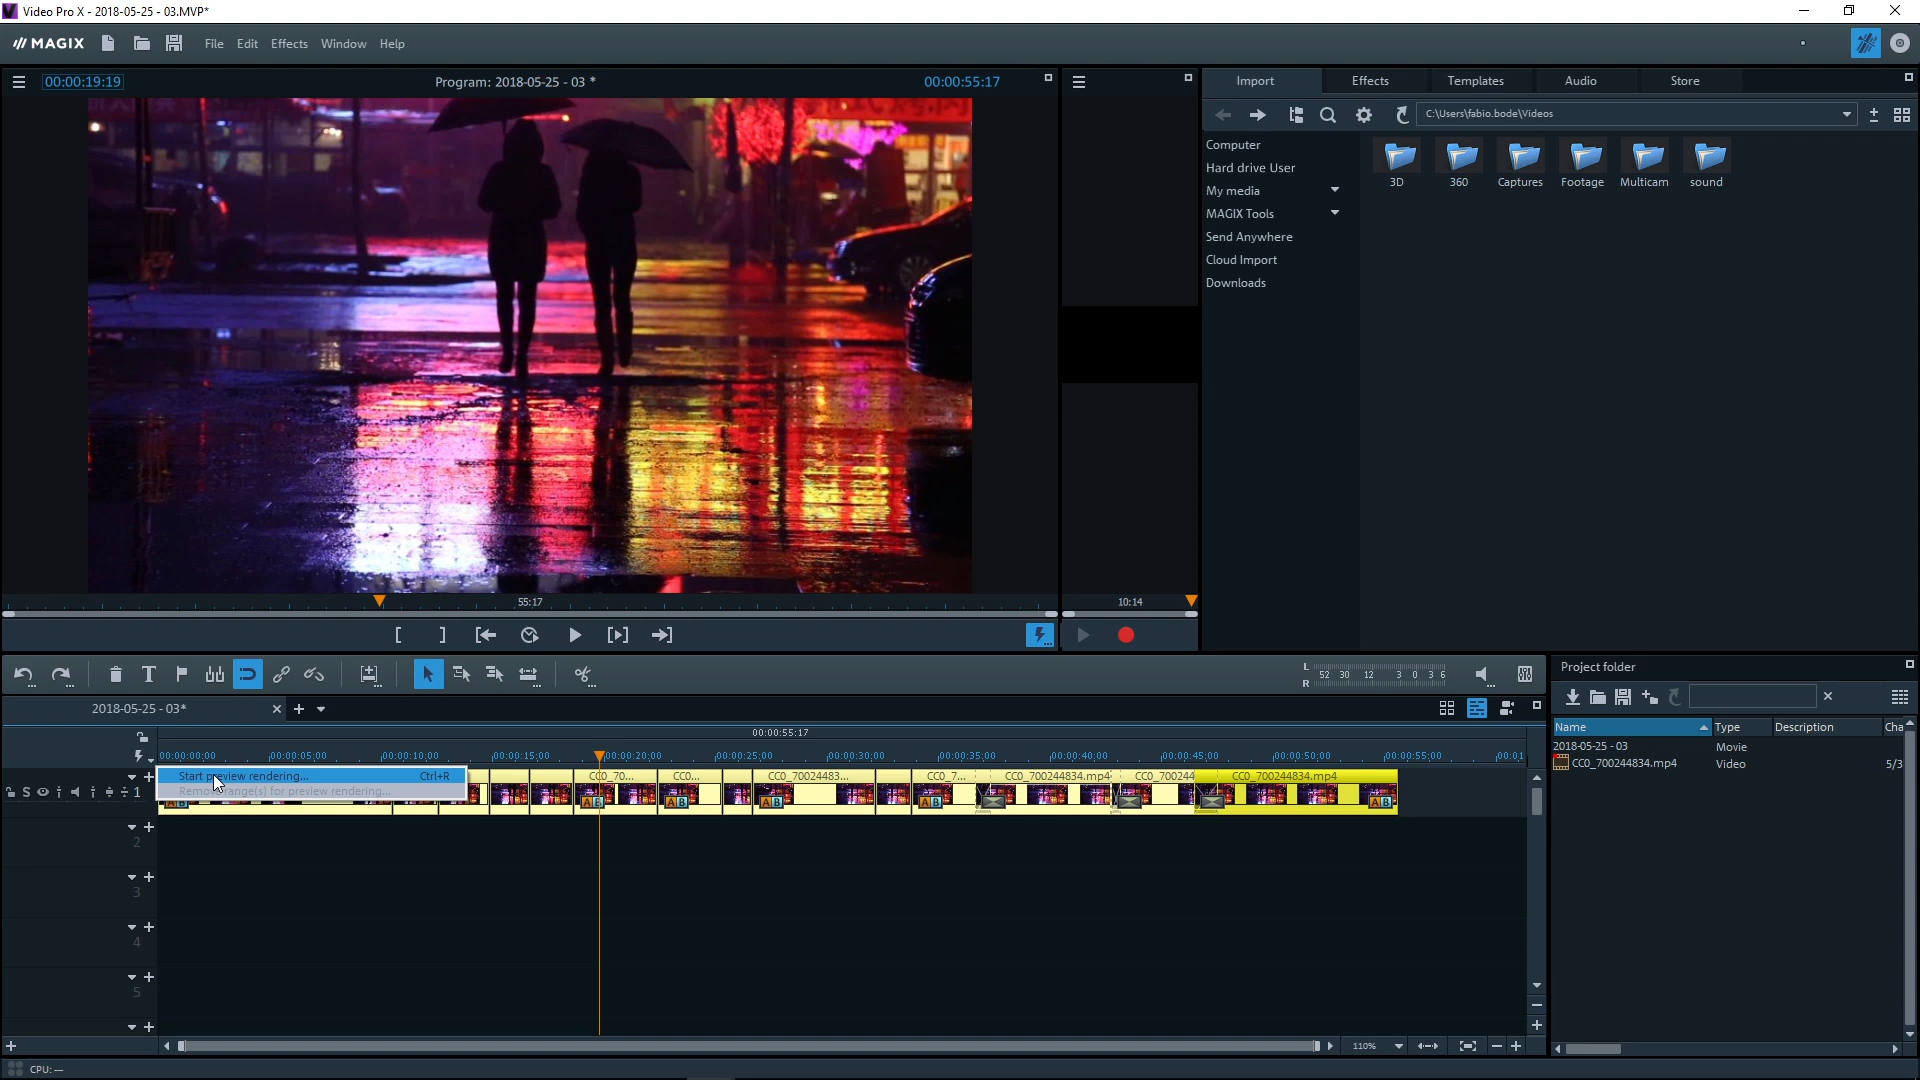 Video Pro X - 2018-05-25 - 03.MVP*
MAGIX File Edit Effects Window Help
00:00:19:19 Program: 2018-05-25 - 03 * 00:00:55:17
Import Effects Templates Audio Store
C:\Users\fabio.bode\Videos
Computer
Hard drive User
My media
MAGIX Tools
Send Anywhere
Cloud Import
Downloads
3D 360 Captures Footage Multicam sound
55:17
10:14
L 52 30 12 3 0 3 6
R
Project folder
2018-05-25 - 03*
Name Type Description Cha
2018-05-25 - 03 Movie
CC0_700244834.mp4 Video 5/3
00:00:55:17
00:00:00;00 00:00:05;00 00:00:10;00 00:00:15;00 00:00:20;00 00:00:25;00 00:00:30;00 00:00:35;00 00:00:40;00 00:00:45;00 00:00:50;00 00:00:55;00 00:01
Start preview rendering... Ctrl+R
Remove range(s) for preview rendering...
CC0_70... CC0... CC0_70024483... CC0_7... CC0_700244834.mp4 CC0_700244 CC0_700244834.mp4
A B A B A B A B A B A B
S 1
2
3
4
5
110%
CPU: —